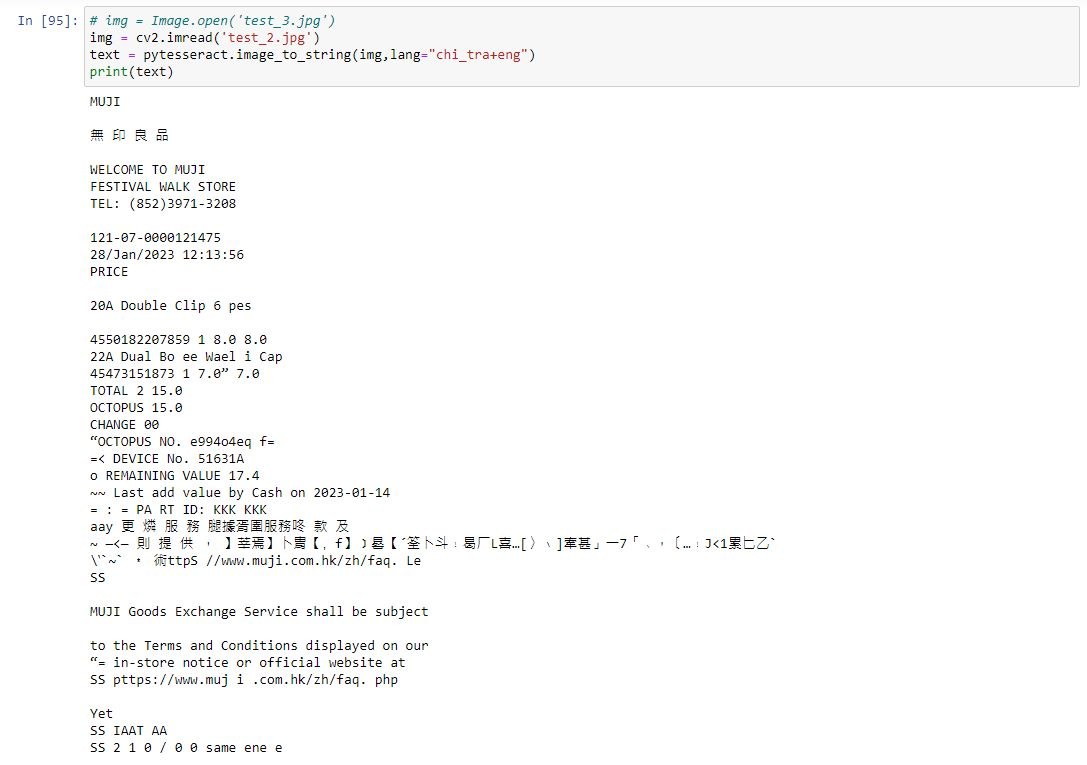 In [95]:
# img = Image.open('test_3.jpg')
img = cv2.imread('test_2.jpg')
text = pytesseract.image_to_string(img,lang="chi_tra+eng")
print(text)
MUJI
無 印 良 品
WELCOME TO MUJI
FESTIVAL WALK STORE
TEL: (852)3971-3208
121-07-0000121475
28/Jan/2023 12:13:56
PRICE
20A Double Clip 6 pes
4550182207859 1 8.0 8.0
22A Dual Bo ee Wael i Cap
45473151873 1 7.0” 7.0
TOTAL 2 15.0
OCTOPUS 15.0
CHANGE 00
“OCTOPUS NO. e994o4eq f=
=< DEVICE No. 51631A
o REMAINING VALUE 17.4
~~ Last add value by Cash on 2023-01-14
= : = PA RT ID: KKK KKK
aay 更 燐 服 務 腿據胥圍服務咚 款 及
~ —<— 則 提 供 ，
\'`~` · 術ttpS //www.muji.com.hk/zh/faq. Le
SS
MUJI Goods Exchange Service shall be subject
to the Terms and Conditions displayed on our
“= in-store notice or official website at
SS pttps://www.muj i .com.hk/zh/faq. php
Yet
SS IAAT AA
SS 2 1 0 / 0 0 same ene e